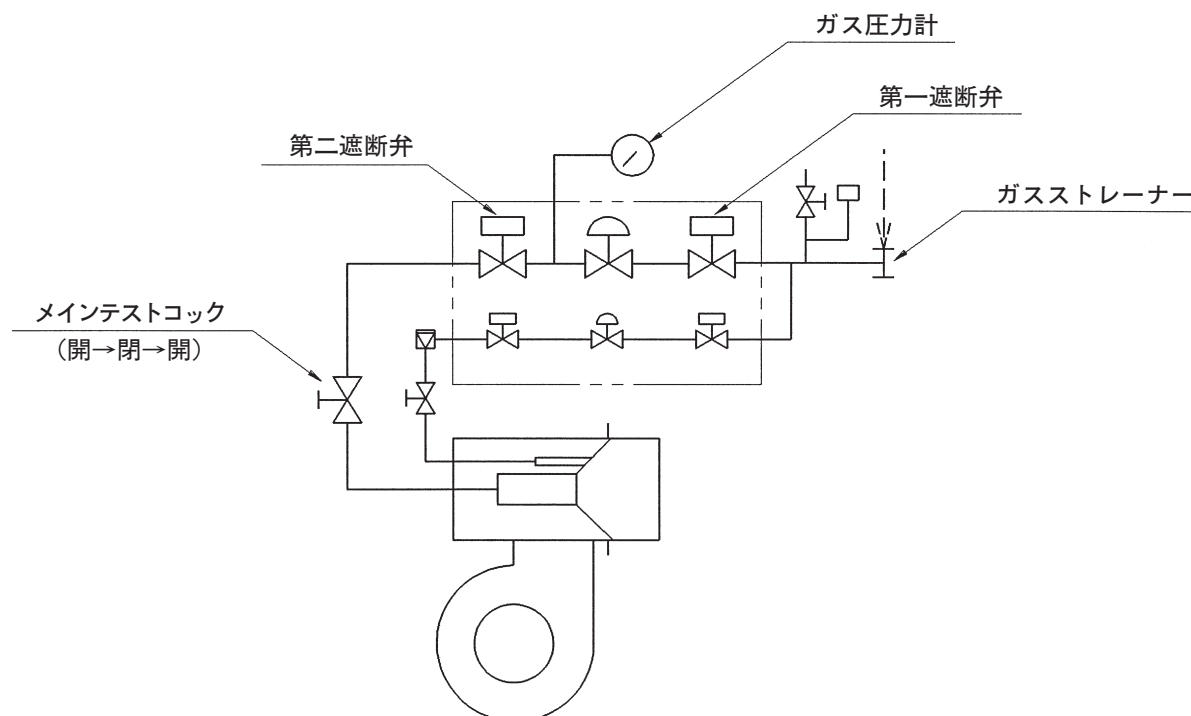 ガス圧力計
第一遮断弁
第二遮断弁
ガスストレーナー
メインテストコック
（開→閉→開）